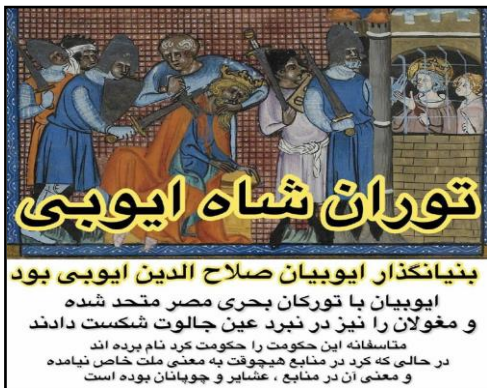 توران شاه ایوبی
بنیانگذار ایوبیان صلاح الدین ایوبی بود
ایوبیان با تورکان بحری مصر متحد شده
و مغولان را نیز در نبرد عین جالوت شکست دادند
متاسفانه این حکومت را حکومت کرد نام برده اند
در حالی که کرد در منابع هیچوقت به معنی ملت خاص نیامده
و معنی آن در منابع ، عشایر و چوپانان بوده است